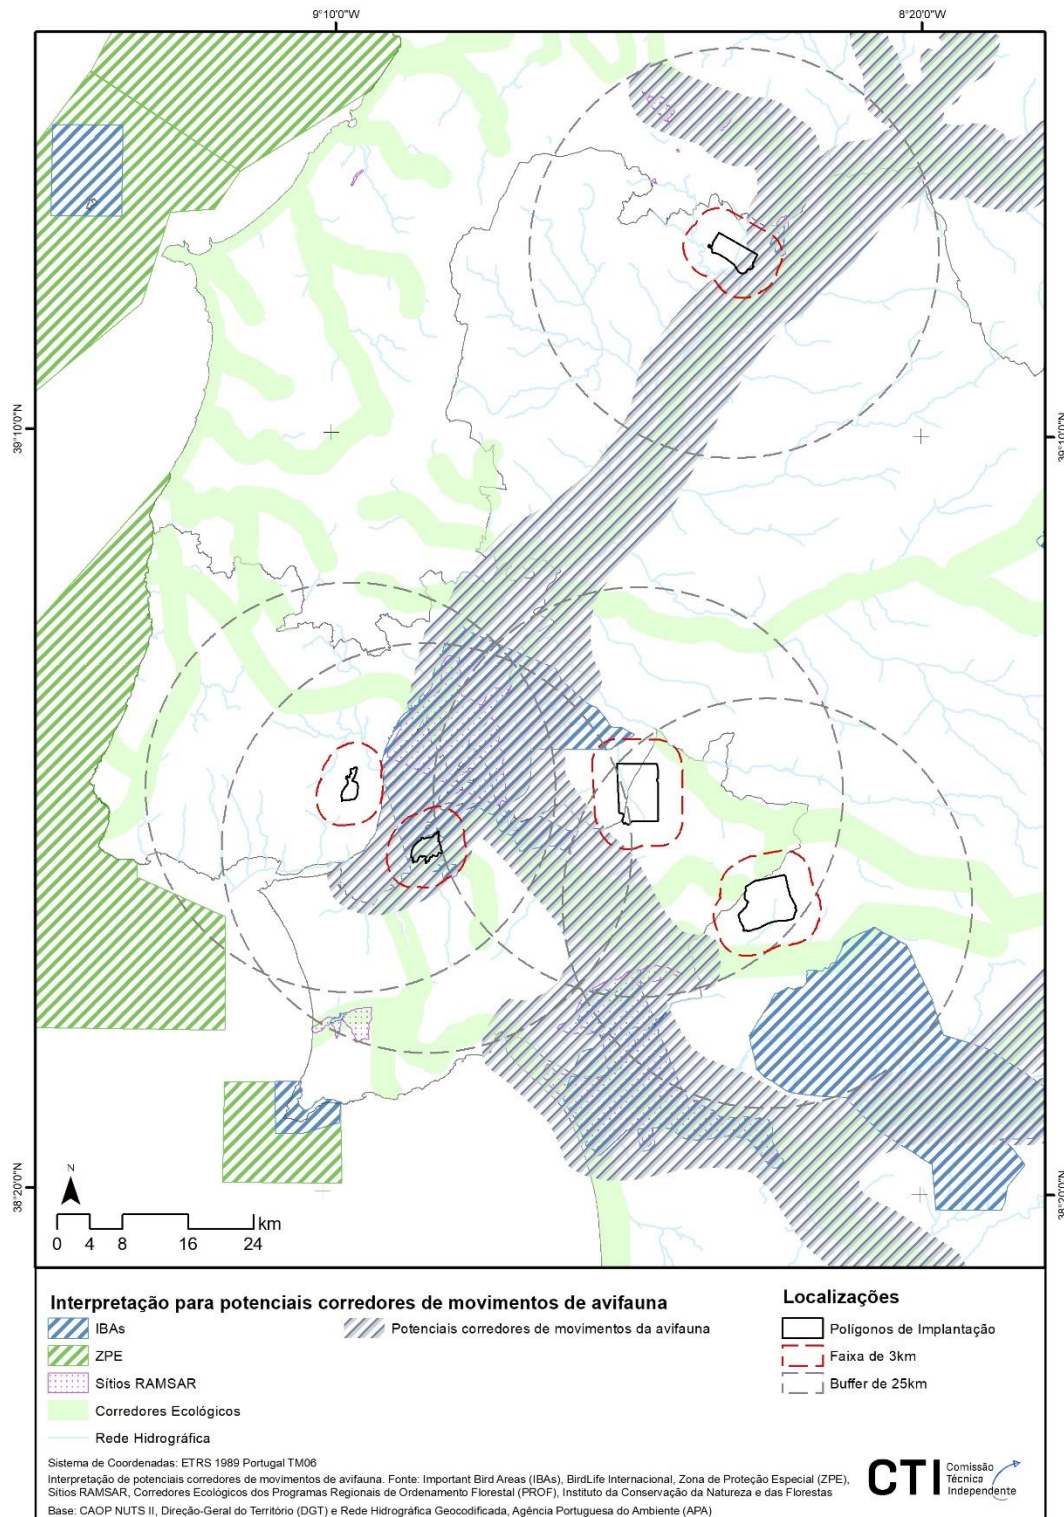 9°10'0"W
8°20'0"W
39°10'0"N
39°10'0"N
38°20'0"N
38°20'0"N
N
km
0 4 8 16 24
Interpretação para potenciais corredores de movimentos de avifauna
IBAs
ZPE
Sítios RAMSAR
Corredores Ecológicos
Rede Hidrográfica
Potenciais corredores de movimentos da avifauna
Localizações
Polígonos de Implantação
Faixa de 3km
Buffer de 25km
Sistema de Coordenadas: ETRS 1989 Portugal TM06
Interpretação de potenciais corredores de movimentos de avifauna. Fonte: Important Bird Areas (IBAs), BirdLife Internacional, Zona de Proteção Especial (ZPE),
Sítios RAMSAR, Corredores Ecológicos dos Programas Regionais de Ordenamento Florestal (PROF), Instituto da Conservação da Natureza e das Florestas
Base: CAOP NUTS II, Direção-Geral do Território (DGT) e Rede Hidrográfica Geocodificada, Agência Portuguesa do Ambiente (APA)
CTI
Comissão
Técnica
Independente